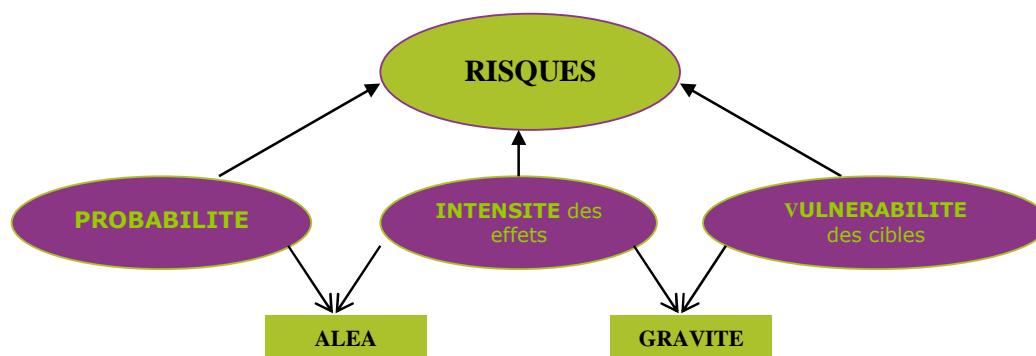 RISQUES
PROBABILITE
INTENSITE des
effets
VULNERABILITE
des cibles
ALEA
GRAVITE